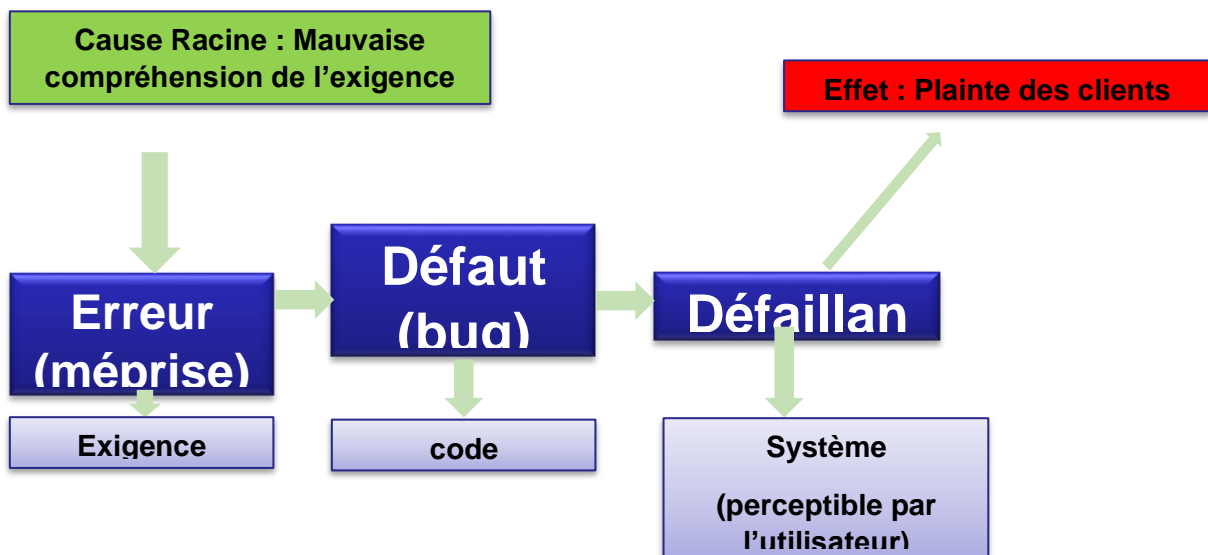 Cause Racine : Mauvaise
compréhension de l’exigence
Effet : Plainte des clients
Erreur
(méprise)
Défaut
(bug)
Défaillan
Exigence
code
Système
(perceptible par
l’utilisateur)